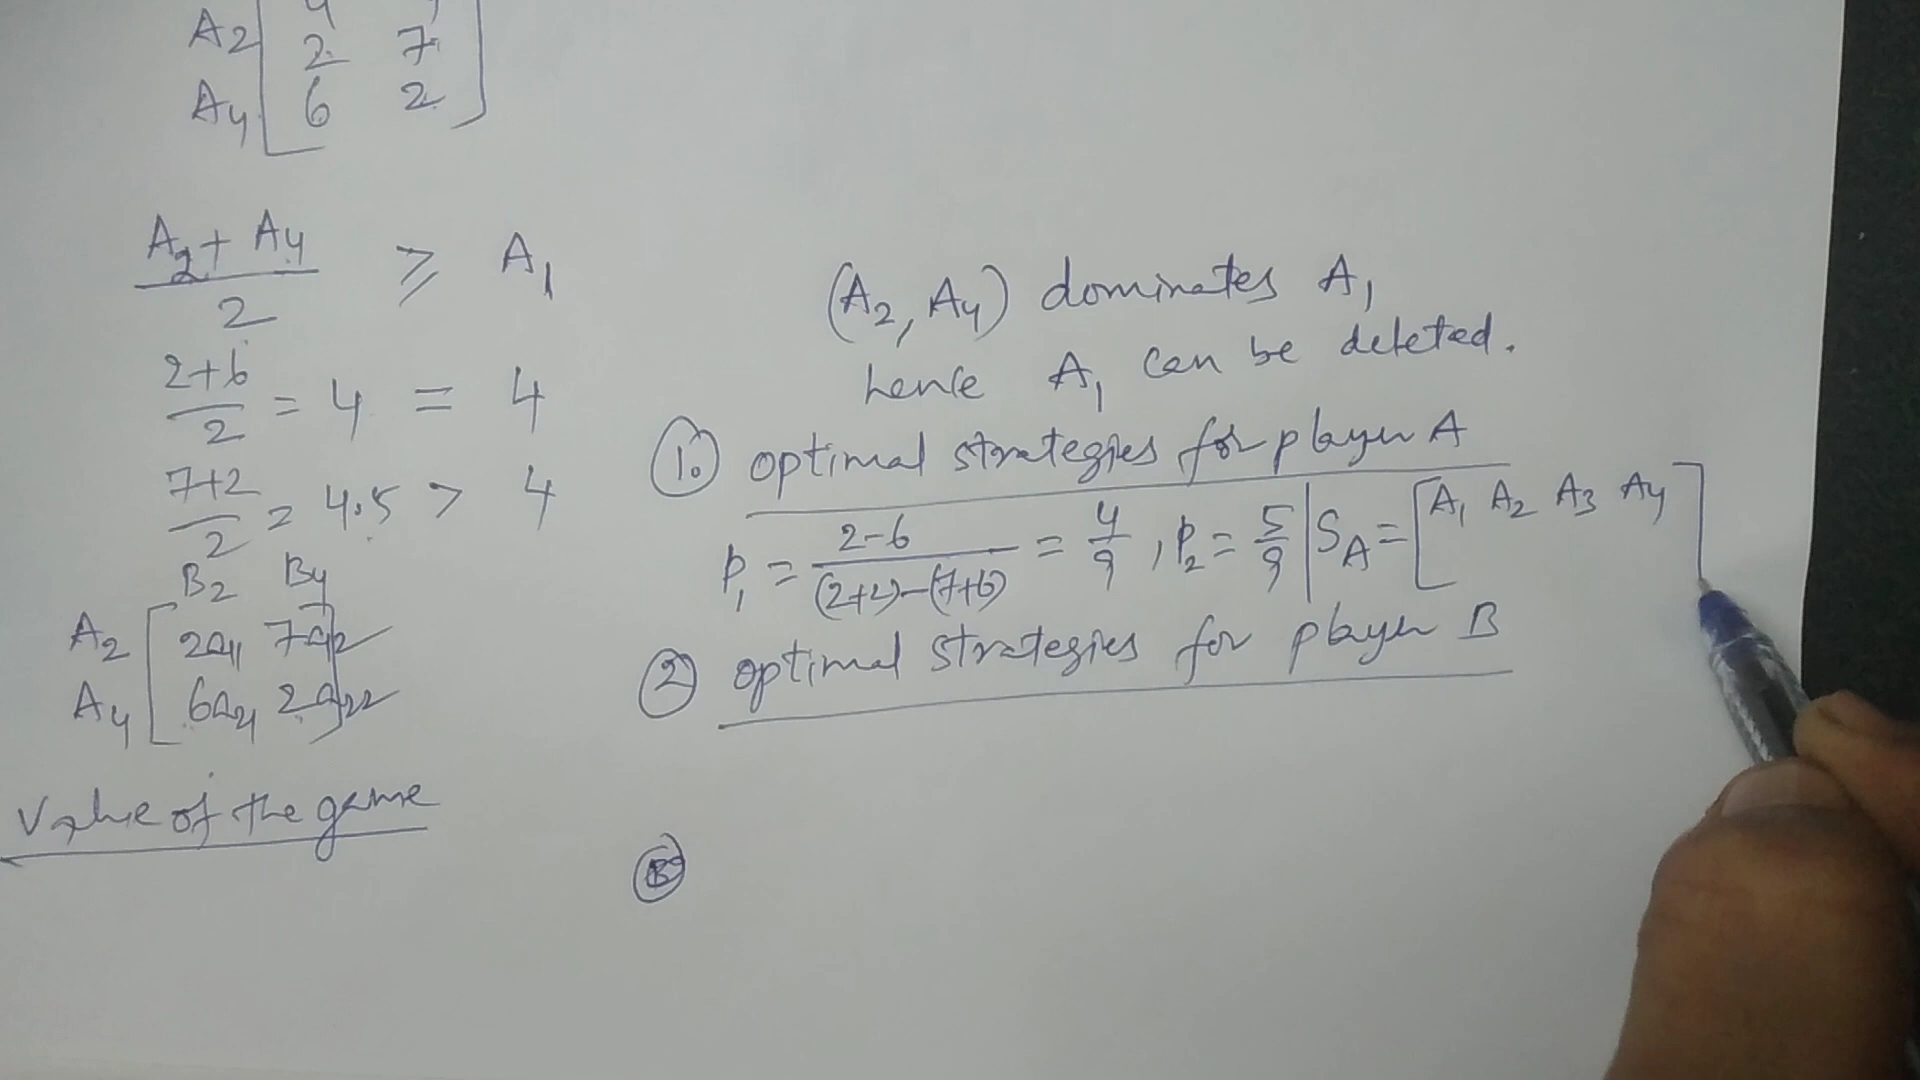 A2 2 7
A4 6 2
A2 + A4 / 2 ⩾ A1
2+6 / 2 = 4 = 4
7+2 / 2 = 4.5 > 4
B2 B4
A2 [ 2a11 7a12 ]
A4 [ 6a21 2a22 ]
Value of the game
(A2, A4) dominates A1
hence A1 can be deleted.
1. optimal strategies for player A
P1 = 2-6 / (2+2)-(7+6) = 4/9 , P2 = 5/9 | SA = [ A1 A2 A3 A4 ]
2 optimal strategies for player B